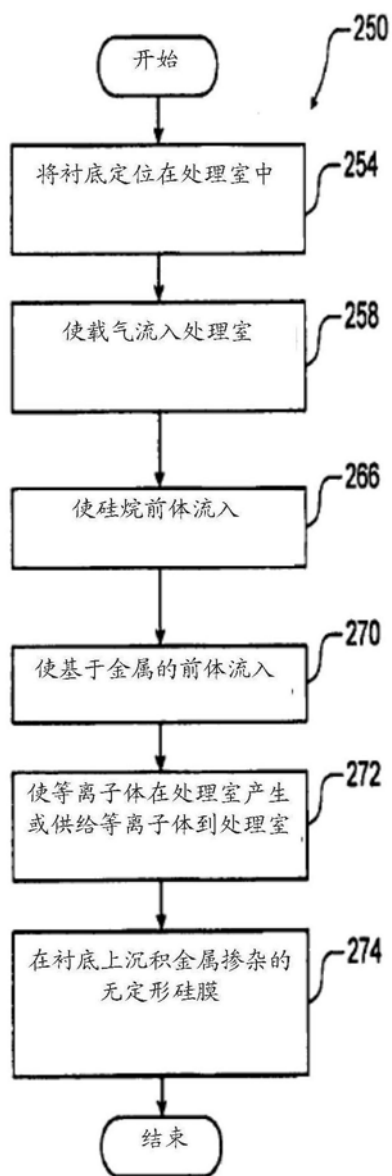 250
开始
将衬底定位在处理室中
254
使载气流入处理室
258
使硅烷前体流入
266
使基于金属的前体流入
270
使等离子体在处理室产生
或供给等离子体到处理室
272
在衬底上沉积金属掺杂的
无定形硅膜
274
结束